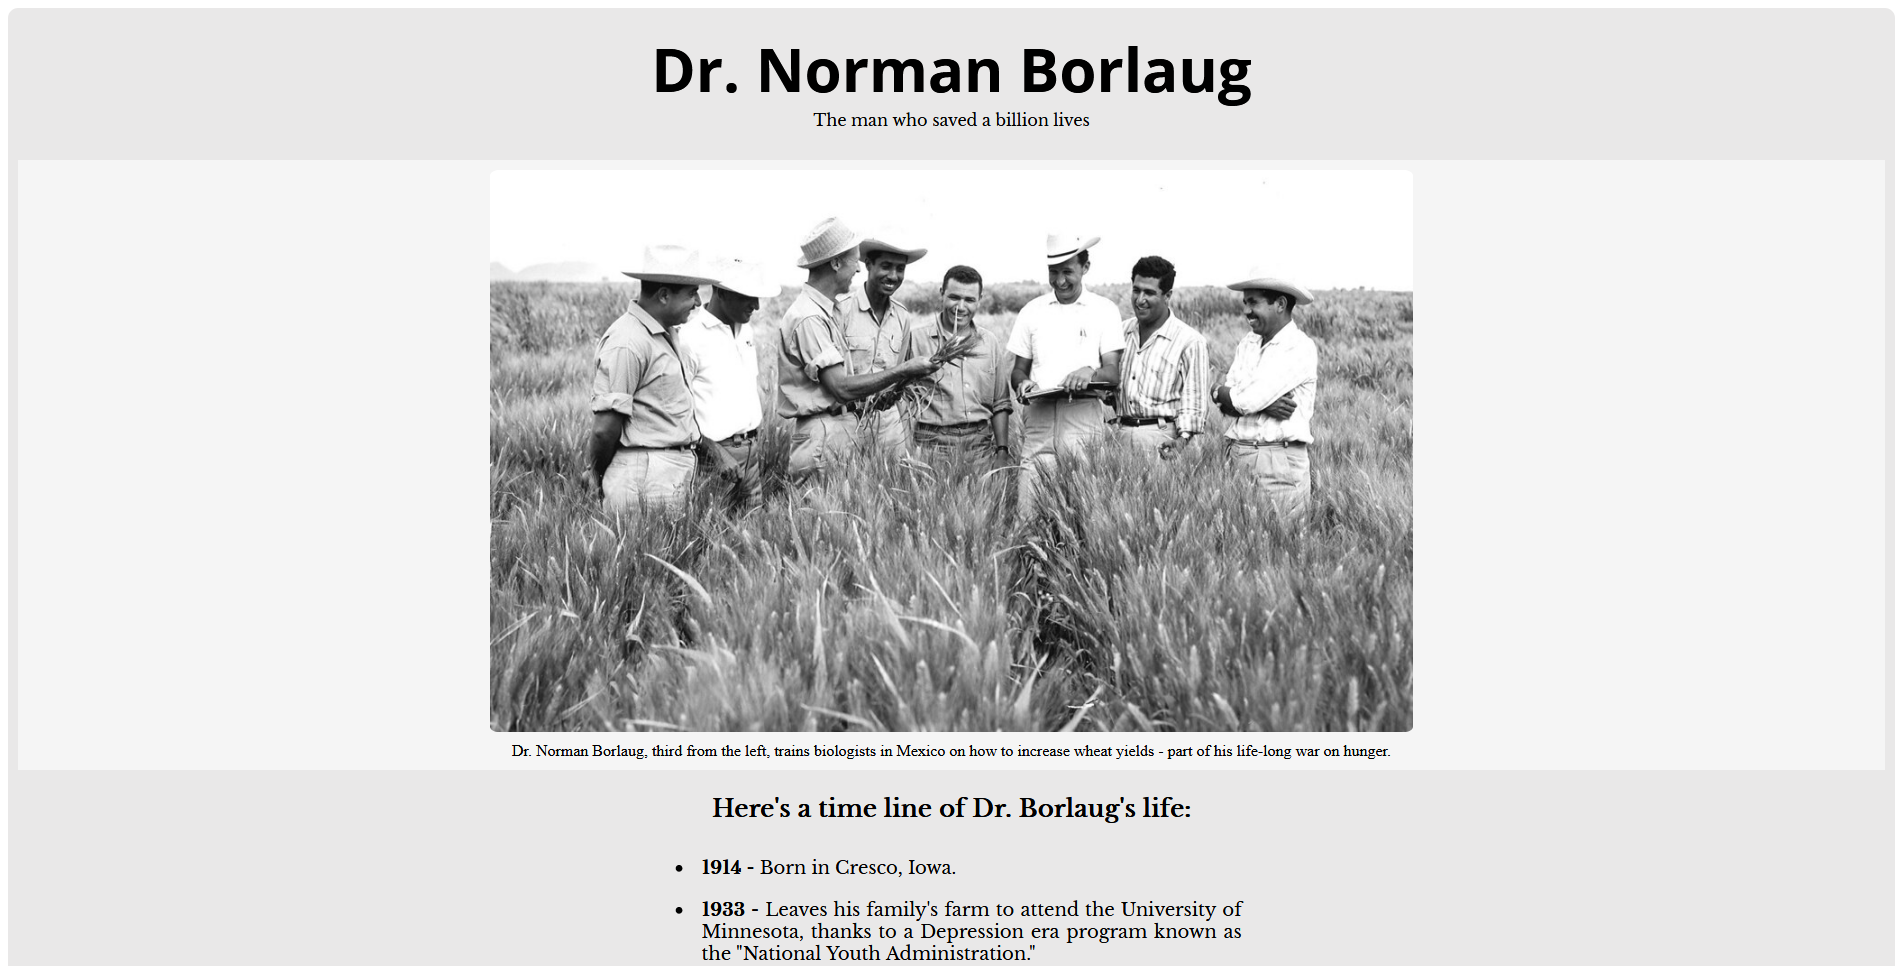 Dr. Norman Borlaug
The man who saved a billion lives
Dr. Norman Borlaug, third from the left, trains biologists in Mexico on how to increase wheat yields - part of his life-long war on hunger.
Here's a time line of Dr. Borlaug's life:
• 1914 - Born in Cresco, Iowa.
• 1933 - Leaves his family's farm to attend the University of
Minnesota, thanks to a Depression era program known as
the "National Youth Administration."